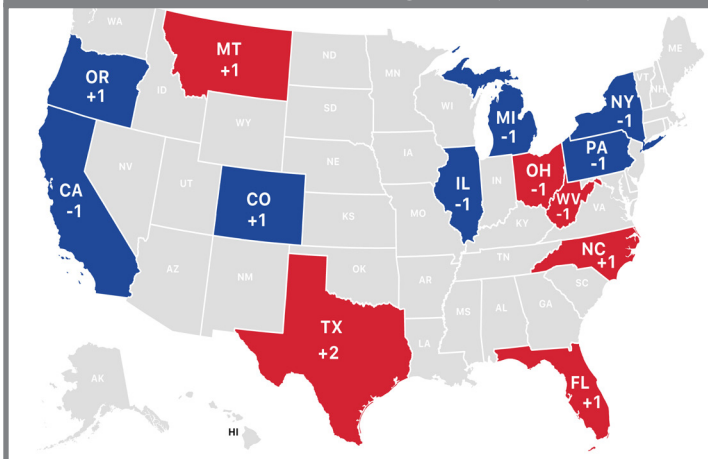 WA
MT
+1
ND
MN
ME
OR
+1
ID
SD
WI
MI
-1
VT
NH
NY
-1
WY
IA
NE
PA
-1
NV
UT
CO
+1
IL
-1
IN
OH
-1
WV
-1
VA
CA
-1
KS
MO
KY
NC
+1
AZ
NM
OK
AR
TN
SC
TX
+2
LA
MS
AL
GA
FL
+1
AK
HI